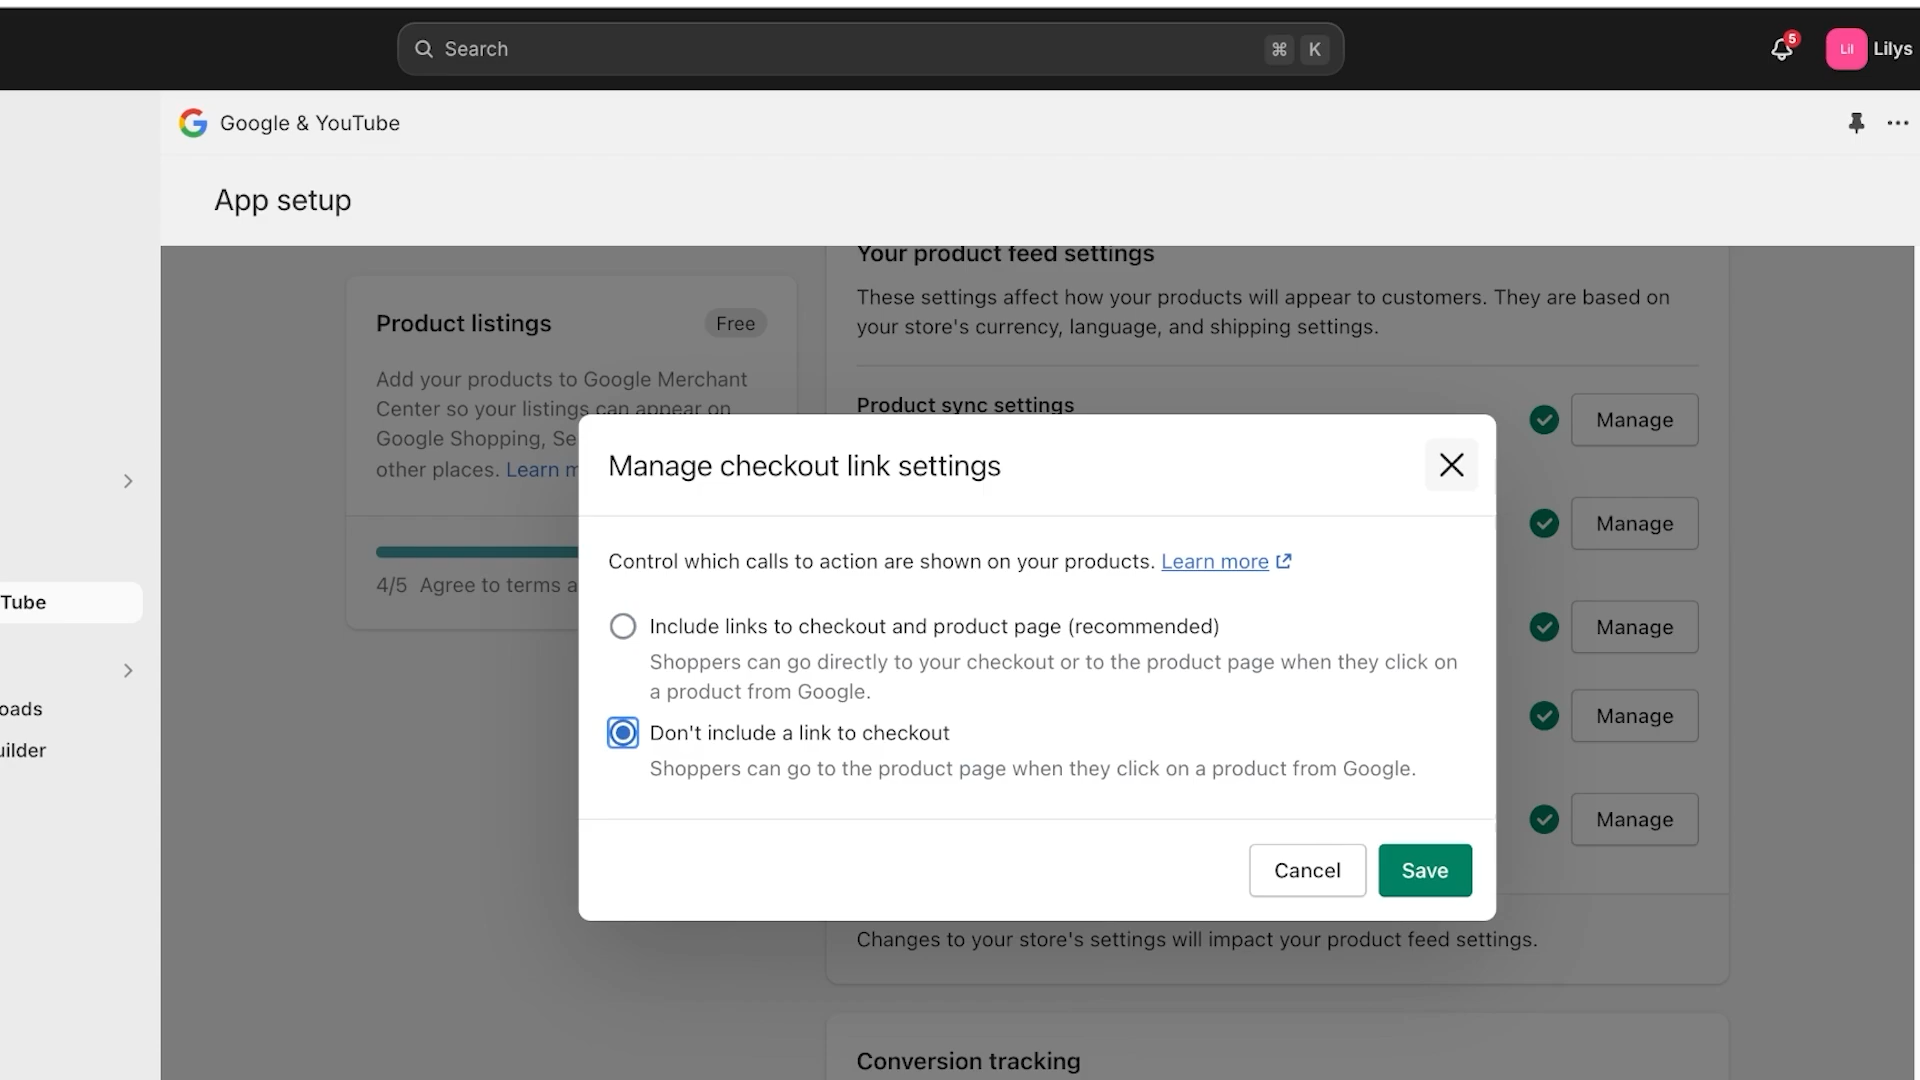 Search
⌘ K
5
Lil
Lilys
Google & YouTube
App setup
Your product feed settings
These settings affect how your products will appear to customers. They are based on
your store's currency, language, and shipping settings.
Product listings
Free
Add your products to Google Merchant
Center so your listings can appear on
Google Shopping, Se
other places. Learn m
4/5 Agree to terms a
Product sync settings
Manage
Manage
Manage
Manage
Manage
Manage checkout link settings
Control which calls to action are shown on your products. Learn more
Include links to checkout and product page (recommended)
Shoppers can go directly to your checkout or to the product page when they click on
a product from Google.
Don't include a link to checkout
Shoppers can go to the product page when they click on a product from Google.
Cancel
Save
Tube
oads
uilder
Changes to your store's settings will impact your product feed settings.
Conversion tracking